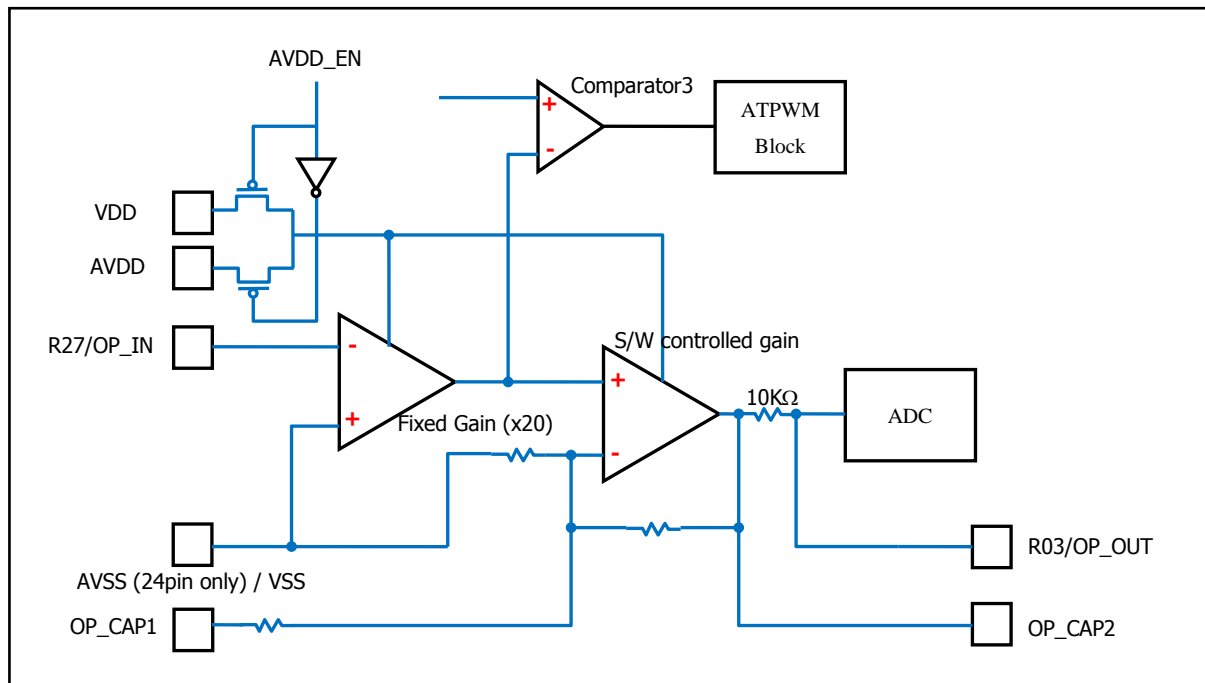 AVDD_EN
Comparator3
+
-
ATPWM
Block
VDD
AVDD
R27/OP_IN
-
+
Fixed Gain (x20)
S/W controlled gain
+
-
10KΩ
ADC
AVSS (24pin only) / VSS
R03/OP_OUT
OP_CAP1
OP_CAP2